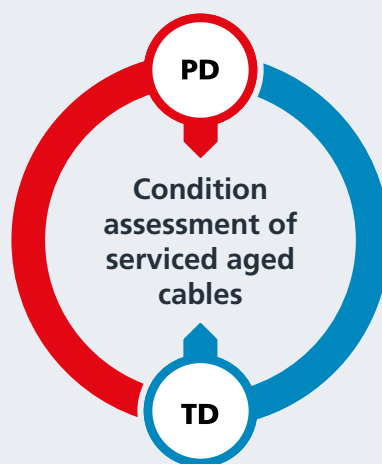 PD
Condition
assessment of
serviced aged
cables
TD